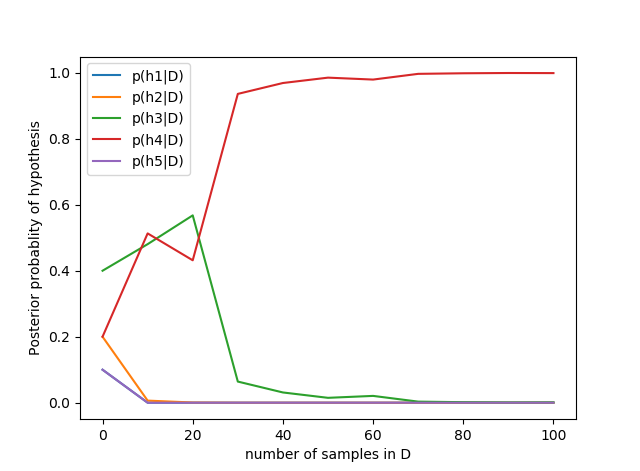 p(h1|D)
p(h2|D)
p(h3|D)
p(h4|D)
p(h5|D)
Posterior probablity of hypothesis
1.0
0.8
0.6
0.4
0.2
0.0
0 20 40 60 80 100
number of samples in D